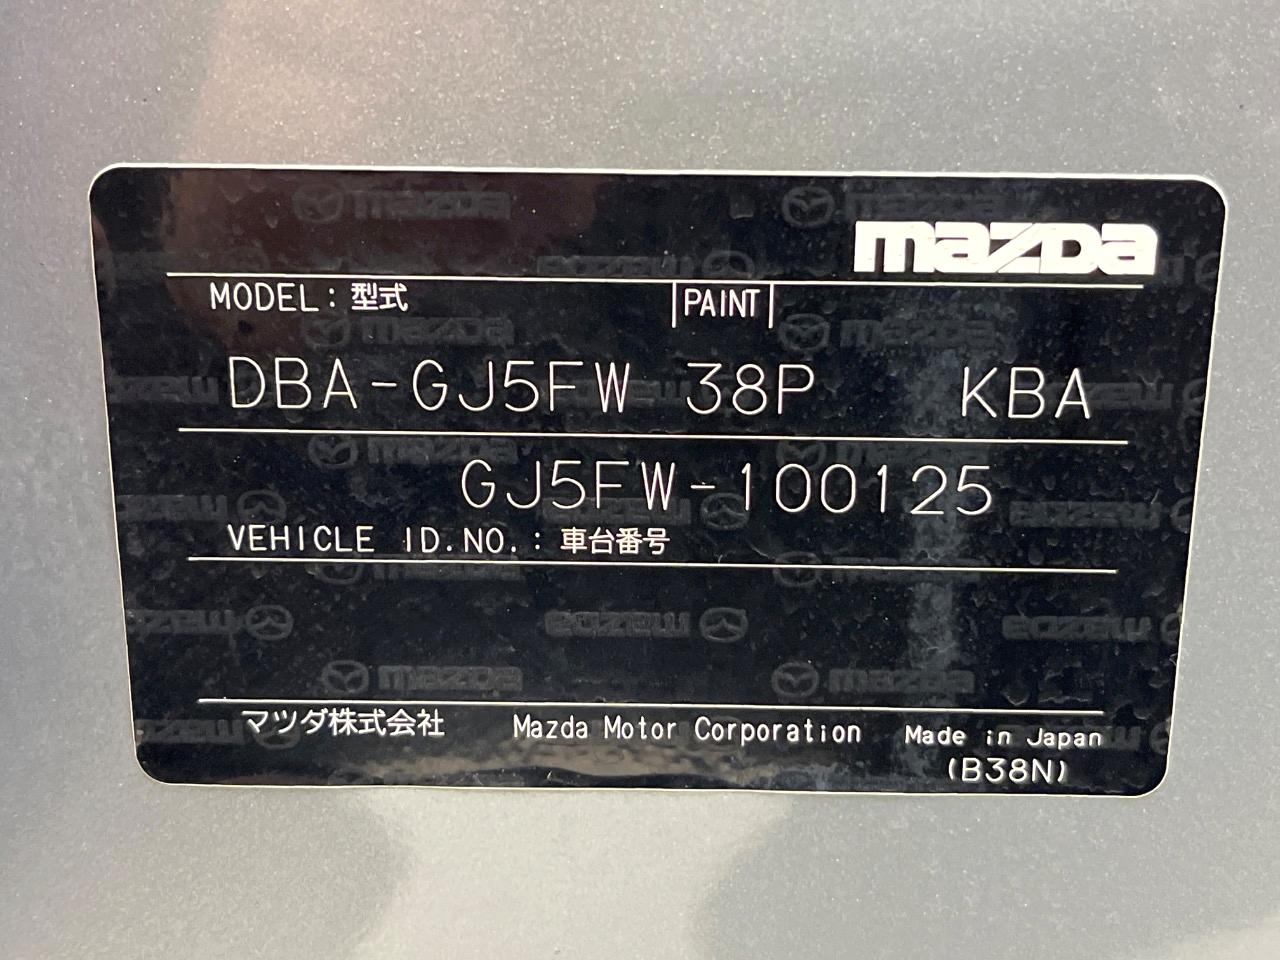 mazda
MODEL：型式 PAINT
DBA-GJ5FW 38P KBA
GJ5FW-100125
VEHICLE ID.NO.：車台番号
マツダ株式会社 Mazda Motor Corporation Made in Japan
(B38N)